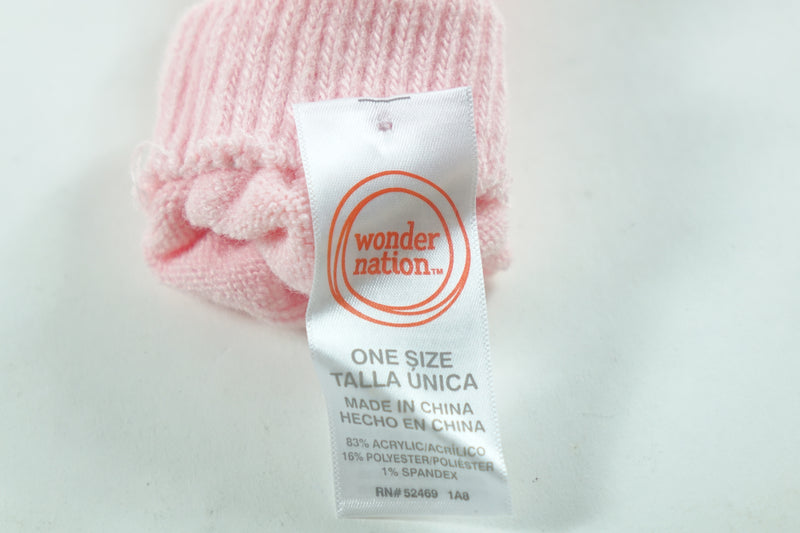 wonder
nation™
ONE SIZE
TALLA ÚNICA
MADE IN CHINA
HECHO EN CHINA
83% ACRYLIC/ACRÍLICO
16% POLYESTER/POLIÉSTER
1% SPANDEX
RN# 52469 1A8